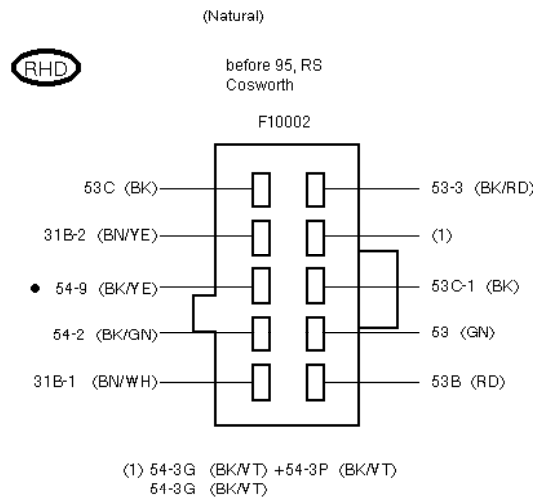 (Natural)
RHD
before 95, RS
Cosworth
F10002
53C (BK)
53-3 (BK/RD)
31B-2 (BN/YE)
(1)
54-9 (BK/YE)
53C-1 (BK)
54-2 (BK/GN)
53 (GN)
31B-1 (BN/WH)
53B (RD)
(1) 54-3G (BK/VT) +54-3P (BK/VT)
54-3G (BK/VT)